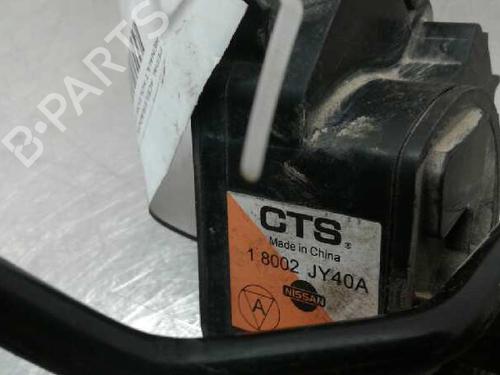 B-PARTS
CTS®
Made in China
1 8002 JY40A
A
NISSAN